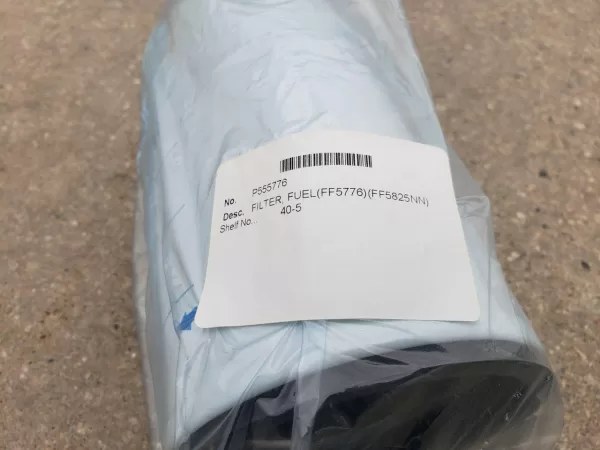 No. P555776
Desc. FILTER, FUEL(FF5776)(FF5825NN)
Shelf No... 40-5